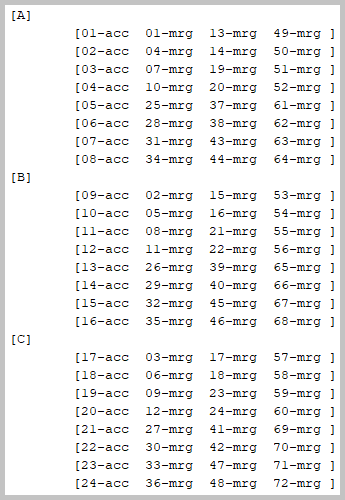 [A]
[01-acc 01-mrg 13-mrg 49-mrg ]
[02-acc 04-mrg 14-mrg 50-mrg ]
[03-acc 07-mrg 19-mrg 51-mrg ]
[04-acc 10-mrg 20-mrg 52-mrg ]
[05-acc 25-mrg 37-mrg 61-mrg ]
[06-acc 28-mrg 38-mrg 62-mrg ]
[07-acc 31-mrg 43-mrg 63-mrg ]
[08-acc 34-mrg 44-mrg 64-mrg ]
[B]
[09-acc 02-mrg 15-mrg 53-mrg ]
[10-acc 05-mrg 16-mrg 54-mrg ]
[11-acc 08-mrg 21-mrg 55-mrg ]
[12-acc 11-mrg 22-mrg 56-mrg ]
[13-acc 26-mrg 39-mrg 65-mrg ]
[14-acc 29-mrg 40-mrg 66-mrg ]
[15-acc 32-mrg 45-mrg 67-mrg ]
[16-acc 35-mrg 46-mrg 68-mrg ]
[C]
[17-acc 03-mrg 17-mrg 57-mrg ]
[18-acc 06-mrg 18-mrg 58-mrg ]
[19-acc 09-mrg 23-mrg 59-mrg ]
[20-acc 12-mrg 24-mrg 60-mrg ]
[21-acc 27-mrg 41-mrg 69-mrg ]
[22-acc 30-mrg 42-mrg 70-mrg ]
[23-acc 33-mrg 47-mrg 71-mrg ]
[24-acc 36-mrg 48-mrg 72-mrg ]